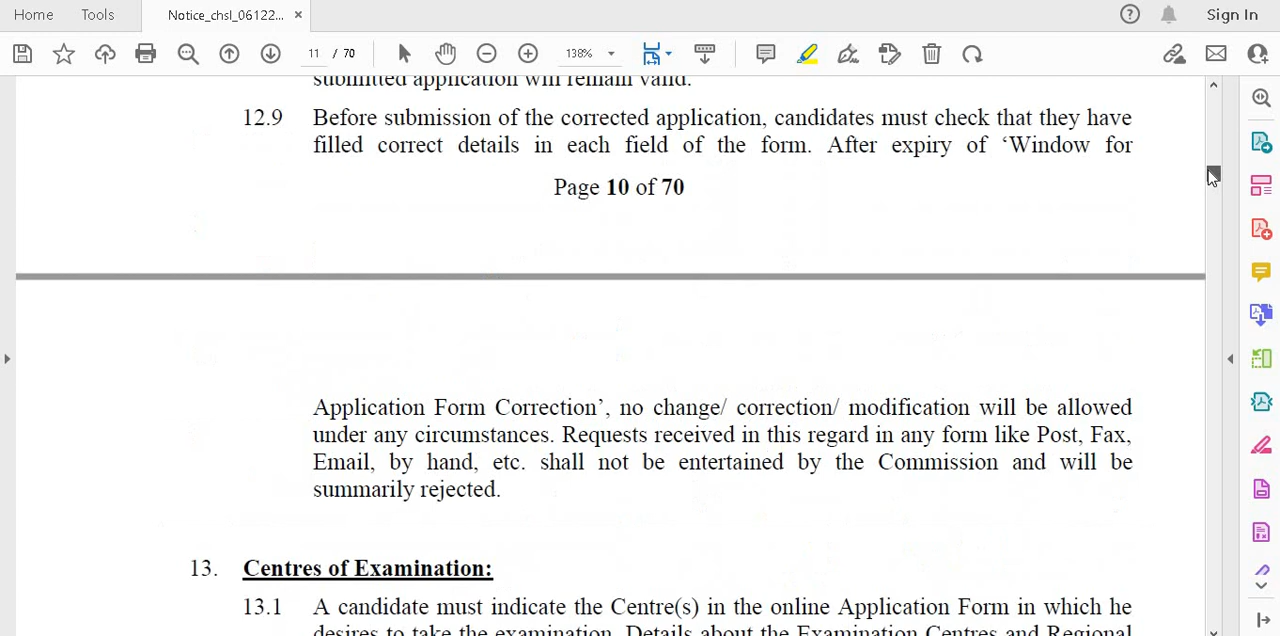 Home Tools Notice_chsl_06122... ×
Sign In
11 / 70
138%
submitted application will remain valid.
12.9 Before submission of the corrected application, candidates must check that they have
filled correct details in each field of the form. After expiry of ‘Window for
Page 10 of 70
Application Form Correction’, no change/ correction/ modification will be allowed
under any circumstances. Requests received in this regard in any form like Post, Fax,
Email, by hand, etc. shall not be entertained by the Commission and will be
summarily rejected.
13. Centres of Examination:
13.1 A candidate must indicate the Centre(s) in the online Application Form in which he
desires to take the examination. Details about the Examination Centres and Regional